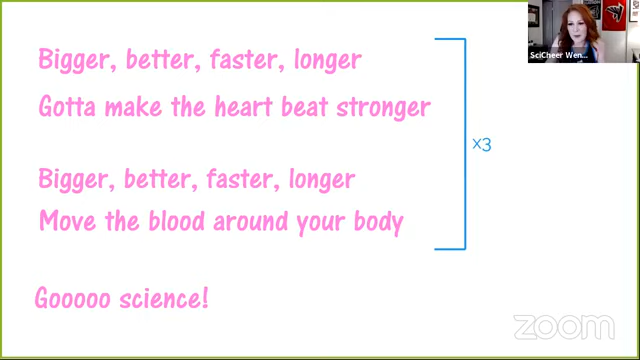 Bigger, better, faster, longer
Gotta make the heart beat stronger
Bigger, better, faster, longer
Move the blood around your body
x3
Gooooo science!
SciCheer Wen...
zoom